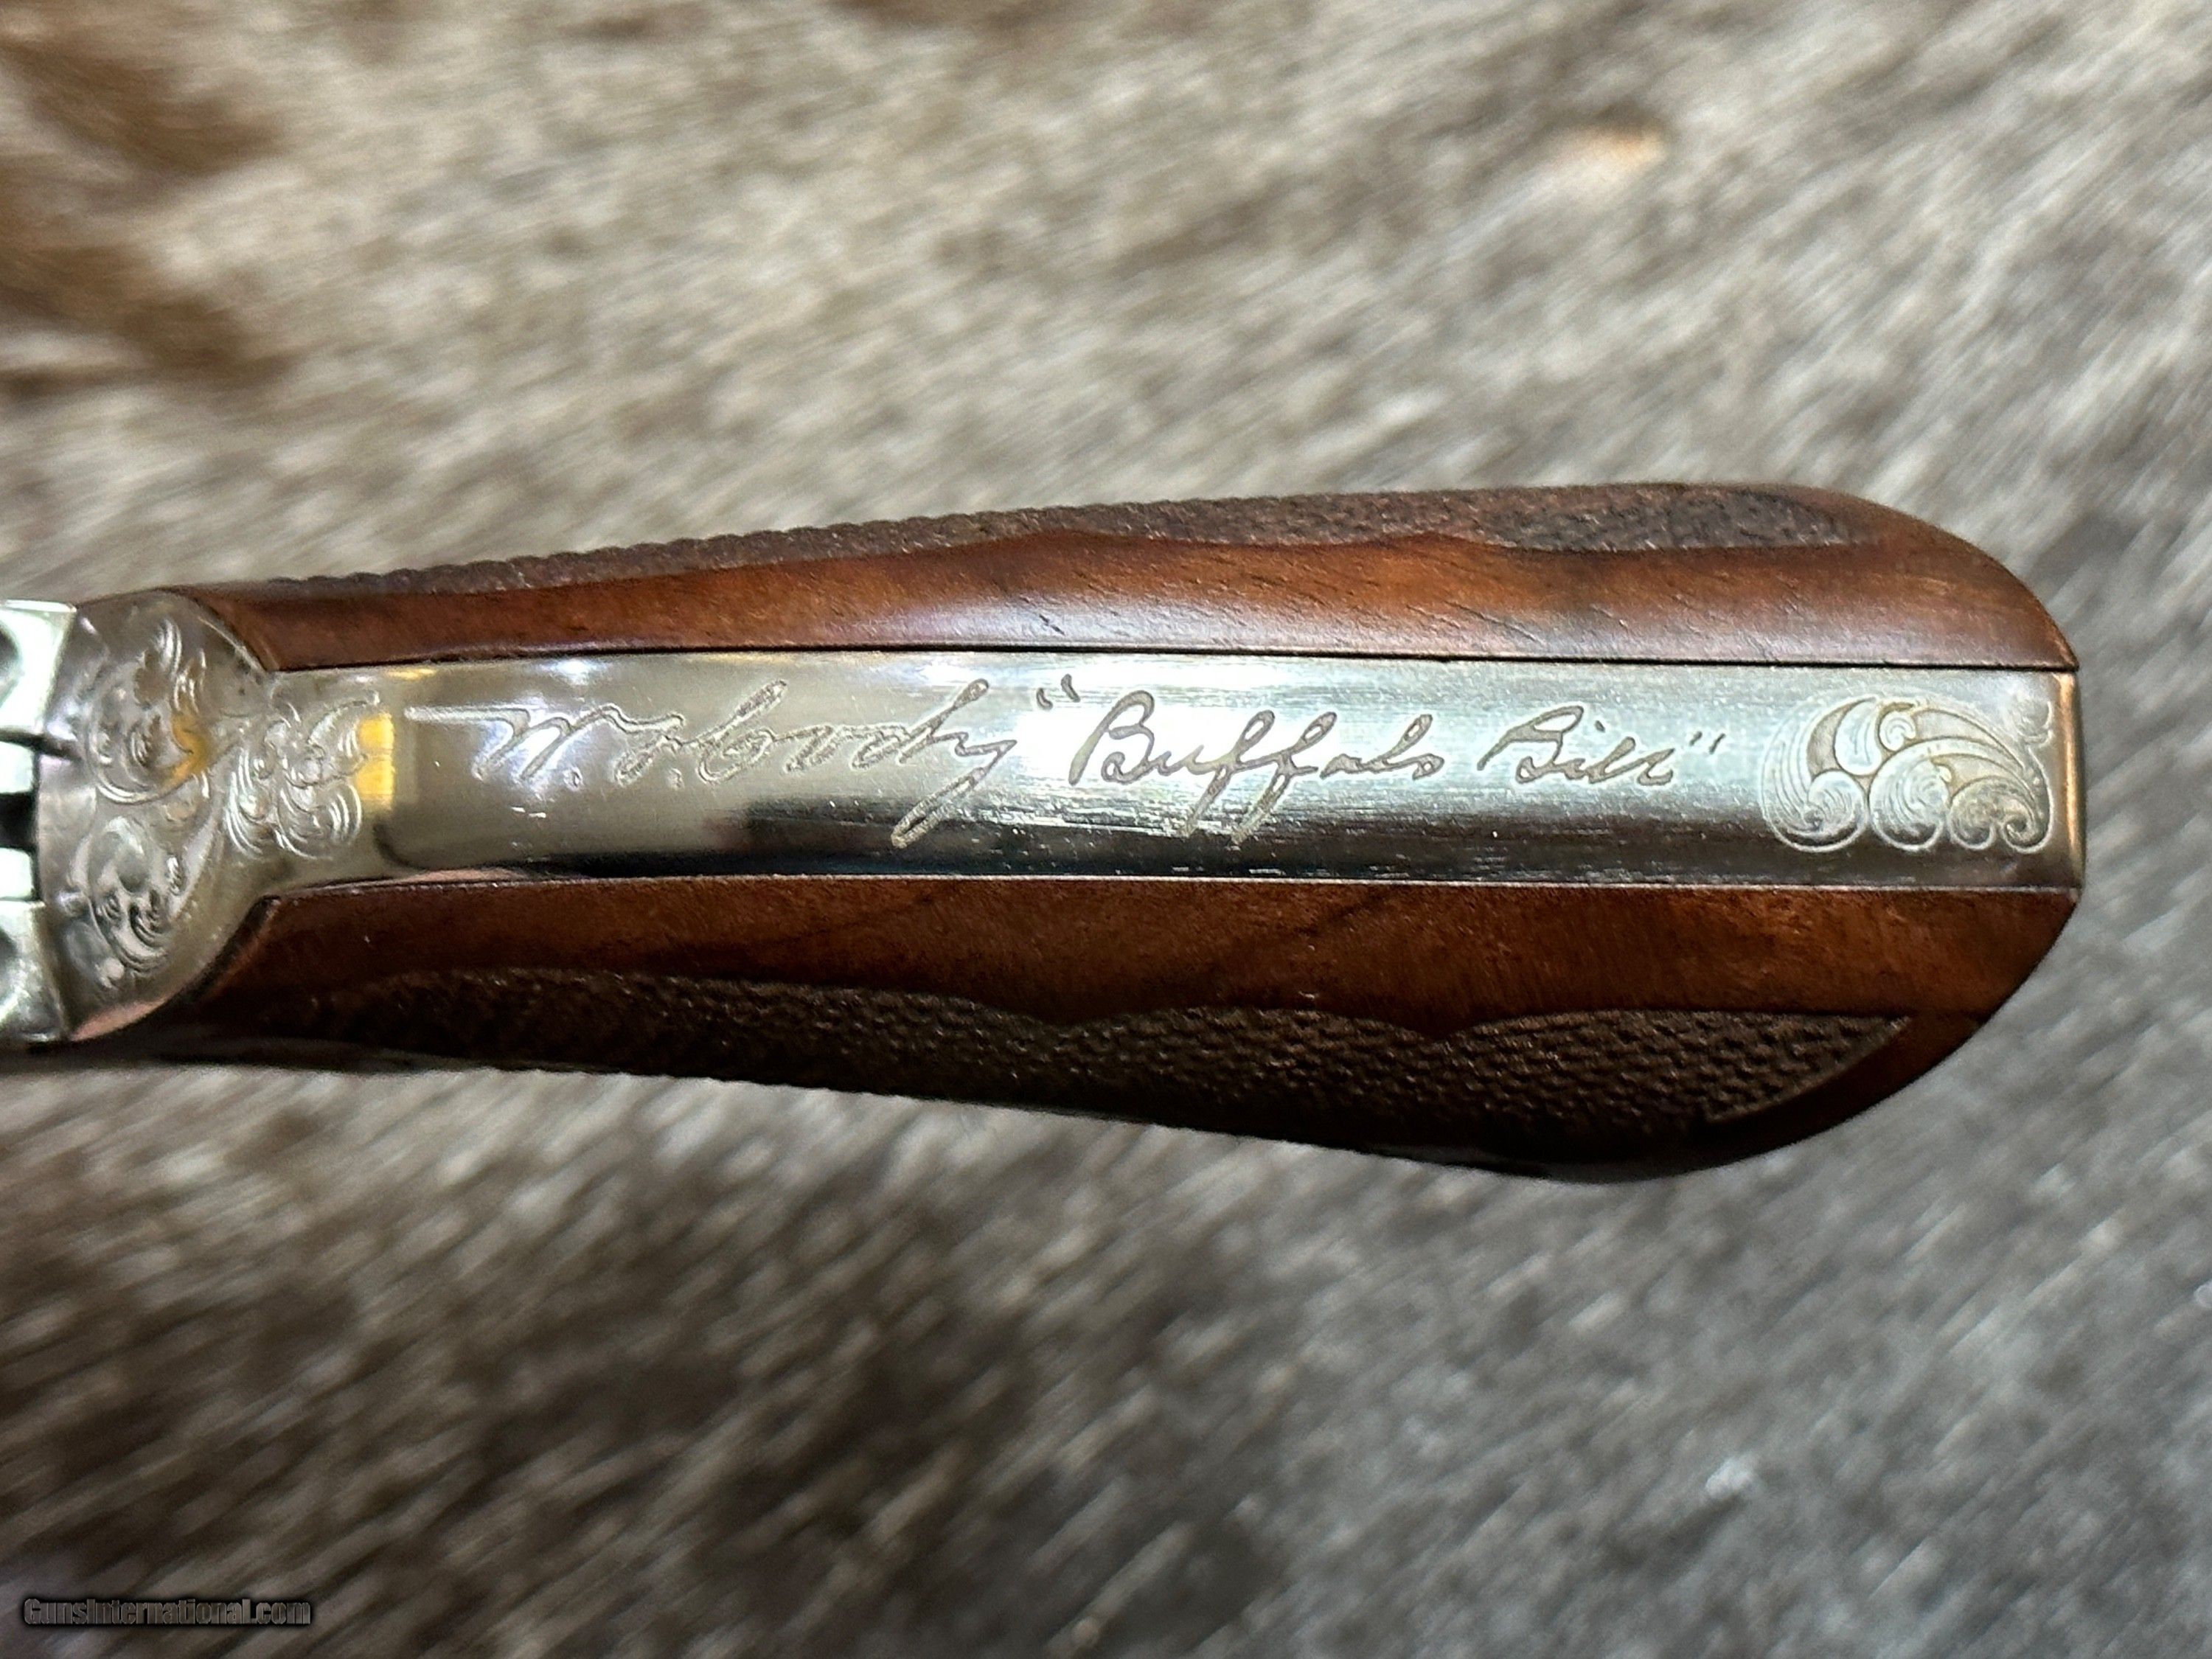 W. F. Cody "Buffalo Bill"
GunsInternational.com